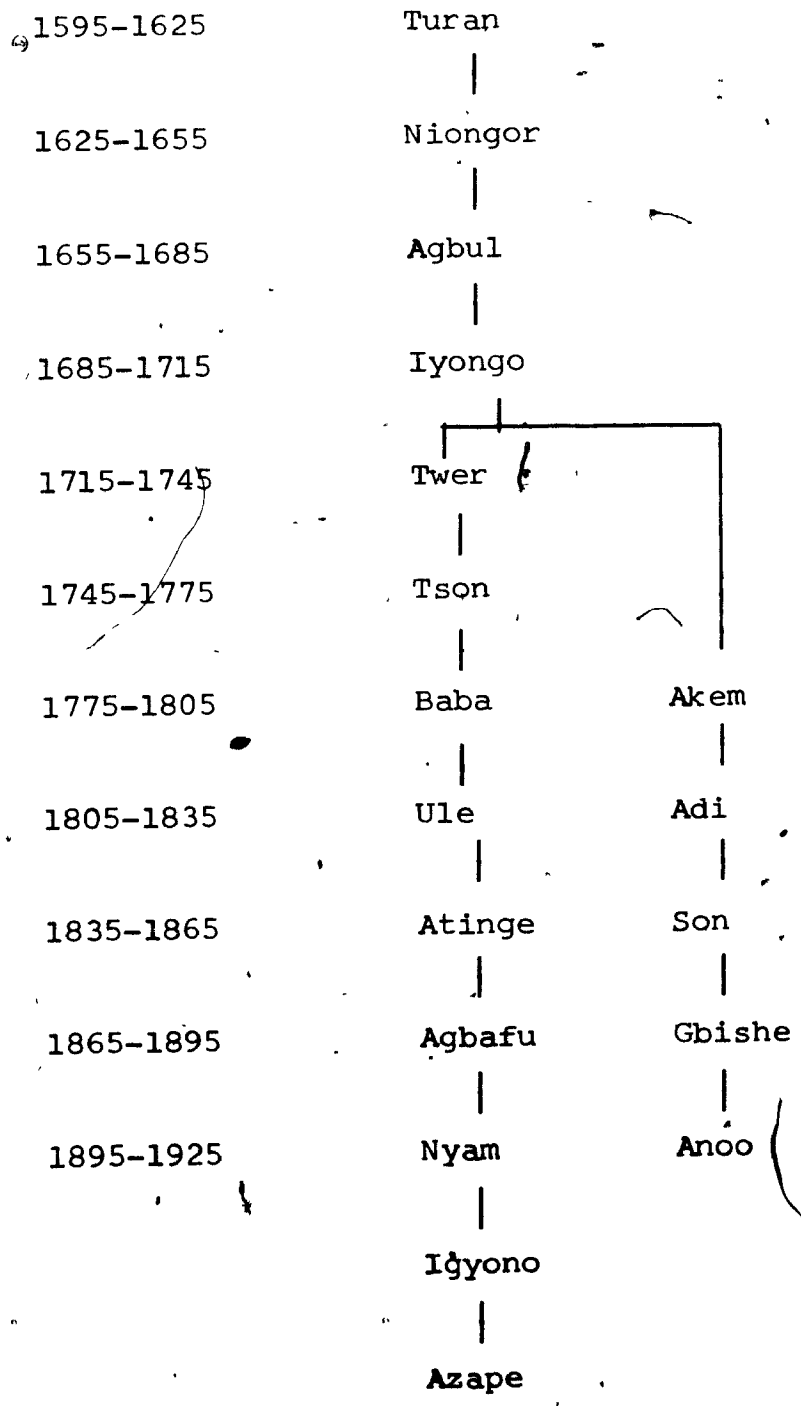 1595-1625 Turan
1625-1655 Niongor
1655-1685 Agbul
1685-1715 Iyongo
1715-1745 Twer
1745-1775 Tson
1775-1805 Baba Akem
1805-1835 Ule Adi
1835-1865 Atinge Son
1865-1895 Agbafu Gbishe
1895-1925 Nyam Anoo
Igyono
Azape